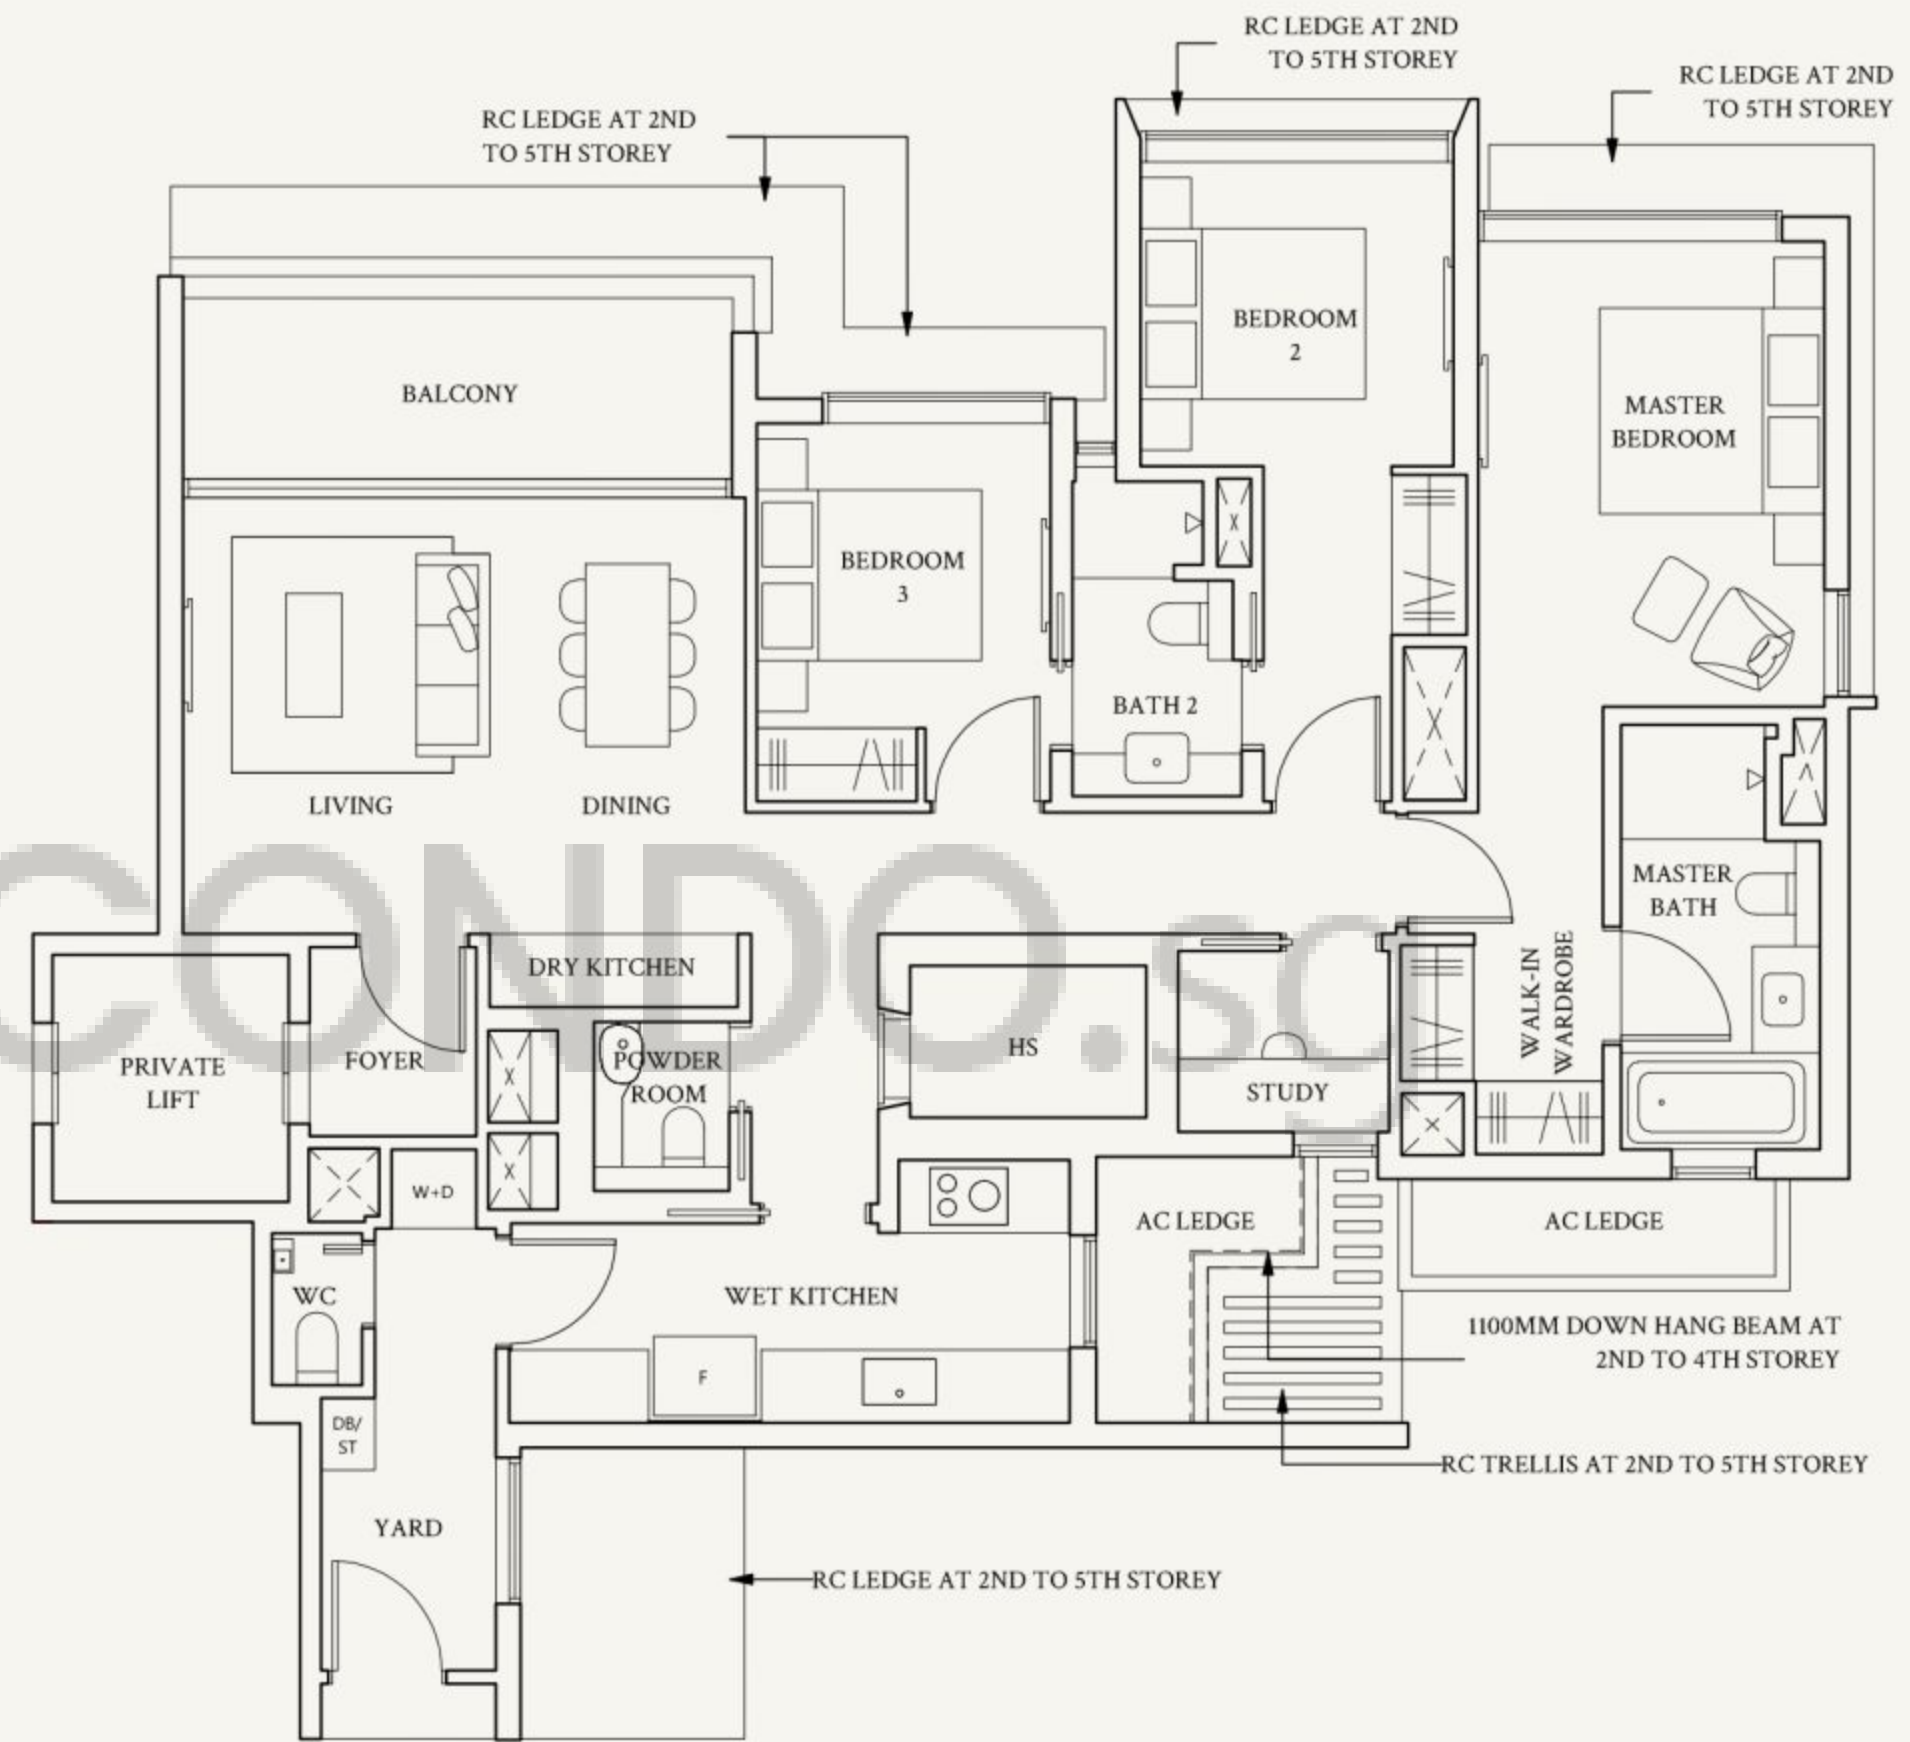 RC LEDGE AT 2ND
TO 5TH STOREY
RC LEDGE AT 2ND
TO 5TH STOREY
RC LEDGE AT 2ND
TO 5TH STOREY
BEDROOM
2
BALCONY
MASTER
BEDROOM
BEDROOM
3
BATH 2
LIVING
DINING
MASTER
BATH
CONDO.sg
DRY KITCHEN
WALK-IN
WARDROBE
PRIVATE
LIFT
FOYER
POWDER
ROOM
HS
STUDY
W+D
AC LEDGE
AC LEDGE
WC
WET KITCHEN
1100MM DOWN HANG BEAM AT
2ND TO 4TH STOREY
F
DB/
ST
RC TRELLIS AT 2ND TO 5TH STOREY
YARD
RC LEDGE AT 2ND TO 5TH STOREY